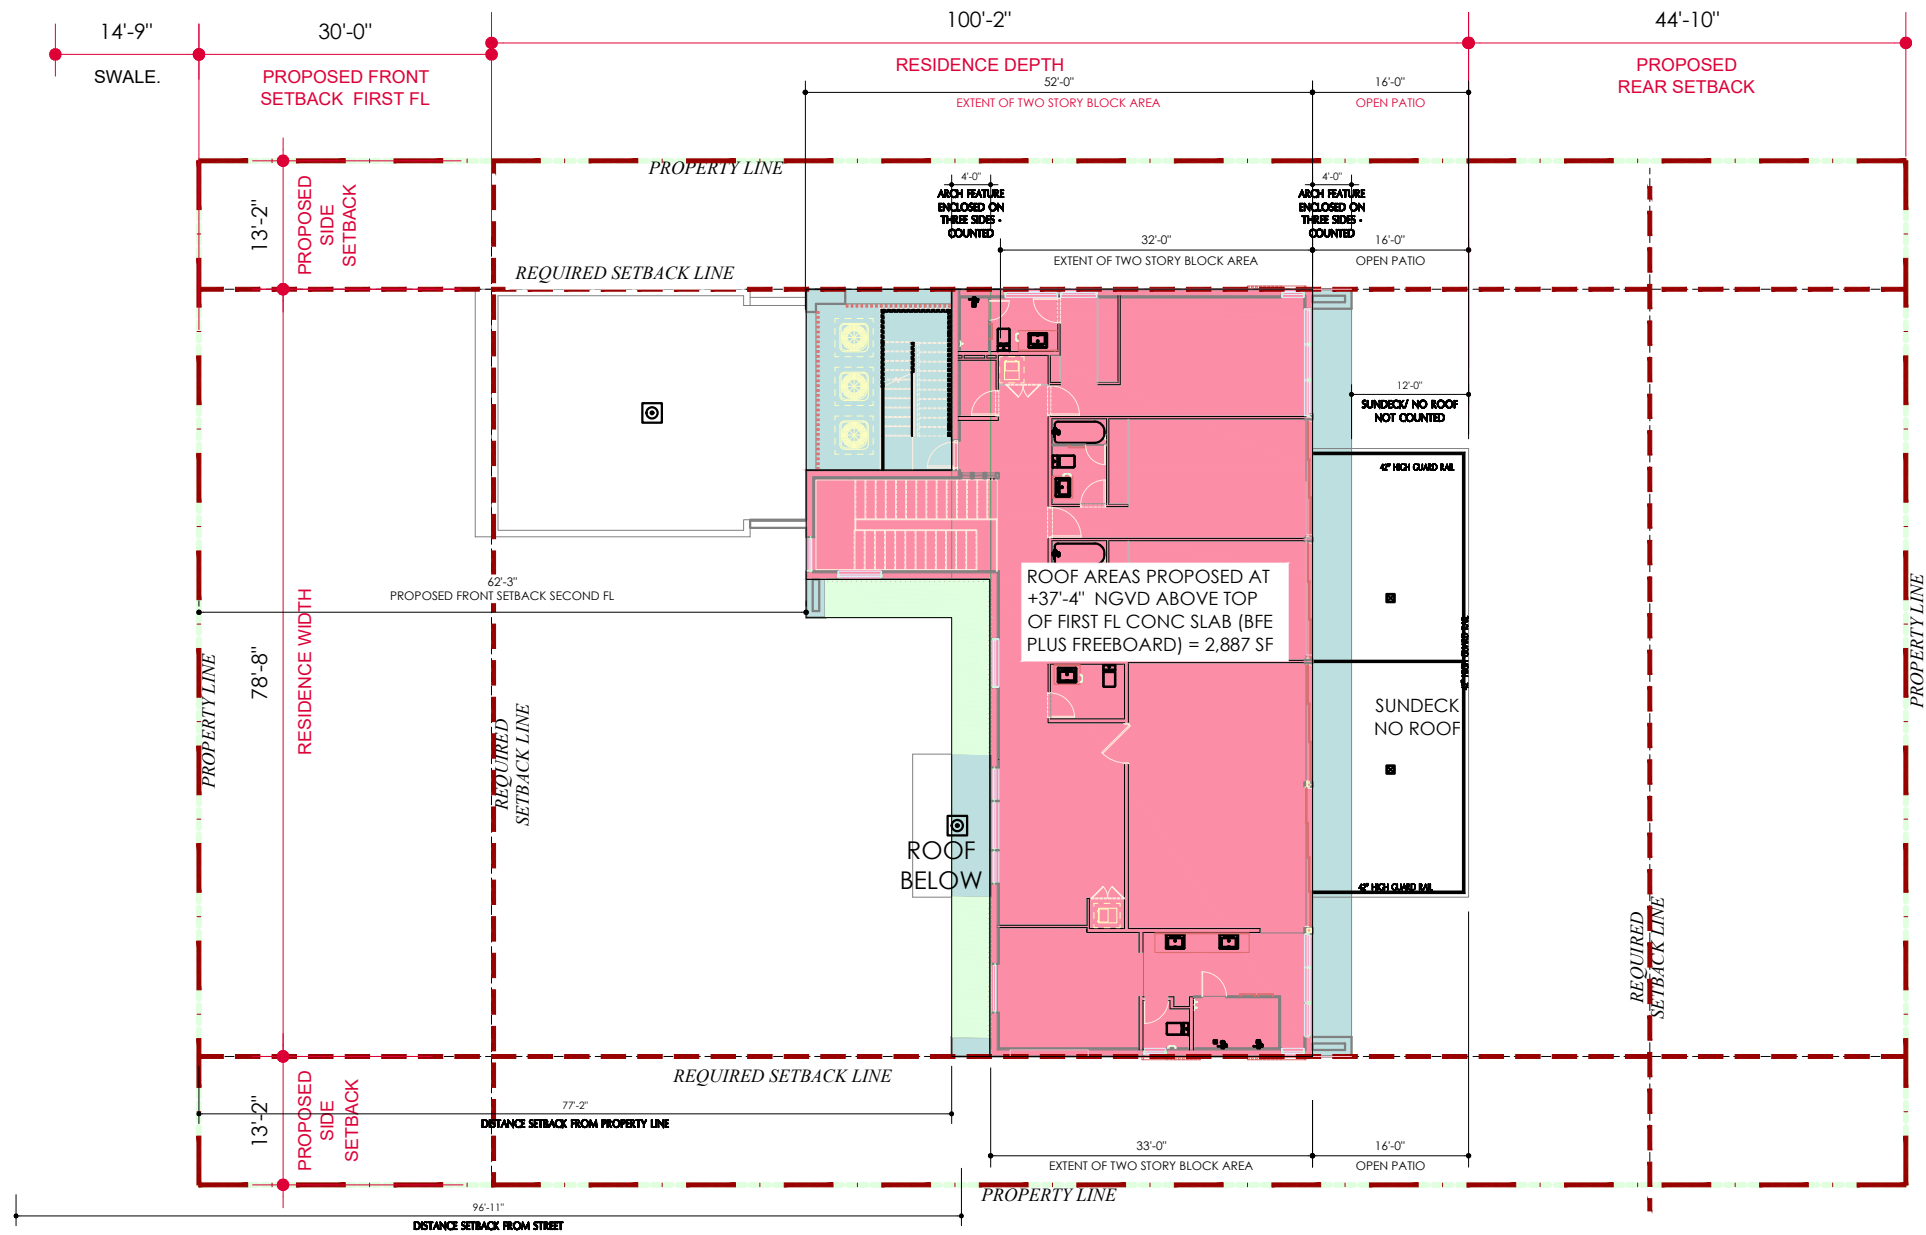 14'-9"
30'-0"
100'-2"
44'-10"
SWALE.
PROPOSED FRONT
SETBACK FIRST FL
RESIDENCE DEPTH
PROPOSED
REAR SETBACK
52'-0"
16'-0"
EXTENT OF TWO STORY BLOCK AREA
OPEN PATIO
PROPERTY LINE
4'-0"
ARCH FEATURE
ENCLOSED ON
THREE SIDES -
COUNTED
4'-0"
ARCH FEATURE
ENCLOSED ON
THREE SIDES -
COUNTED
13'-2"
PROPOSED
SIDE
SETBACK
32'-0"
16'-0"
EXTENT OF TWO STORY BLOCK AREA
OPEN PATIO
REQUIRED SETBACK LINE
12'-0"
SUNDECK/ NO ROOF
NOT COUNTED
42" HIGH GUARD RAIL
62'-3"
PROPOSED FRONT SETBACK SECOND FL
ROOF AREAS PROPOSED AT
+37'-4" NGVD ABOVE TOP
OF FIRST FL CONC SLAB (BFE
PLUS FREEBOARD) = 2,887 SF
42" HIGH GUARD RAIL
PROPERTY LINE
78'-8"
RESIDENCE WIDTH
PROPERTY LINE
REQUIRED
SETBACK LINE
SUNDECK
NO ROOF
ROOF
BELOW
42" HIGH GUARD RAIL
REQUIRED
SETBACK LINE
REQUIRED SETBACK LINE
13'-2"
PROPOSED
SIDE
SETBACK
77'-2"
DISTANCE SETBACK FROM PROPERTY LINE
33'-0"
16'-0"
EXTENT OF TWO STORY BLOCK AREA
OPEN PATIO
PROPERTY LINE
96'-11"
DISTANCE SETBACK FROM STREET